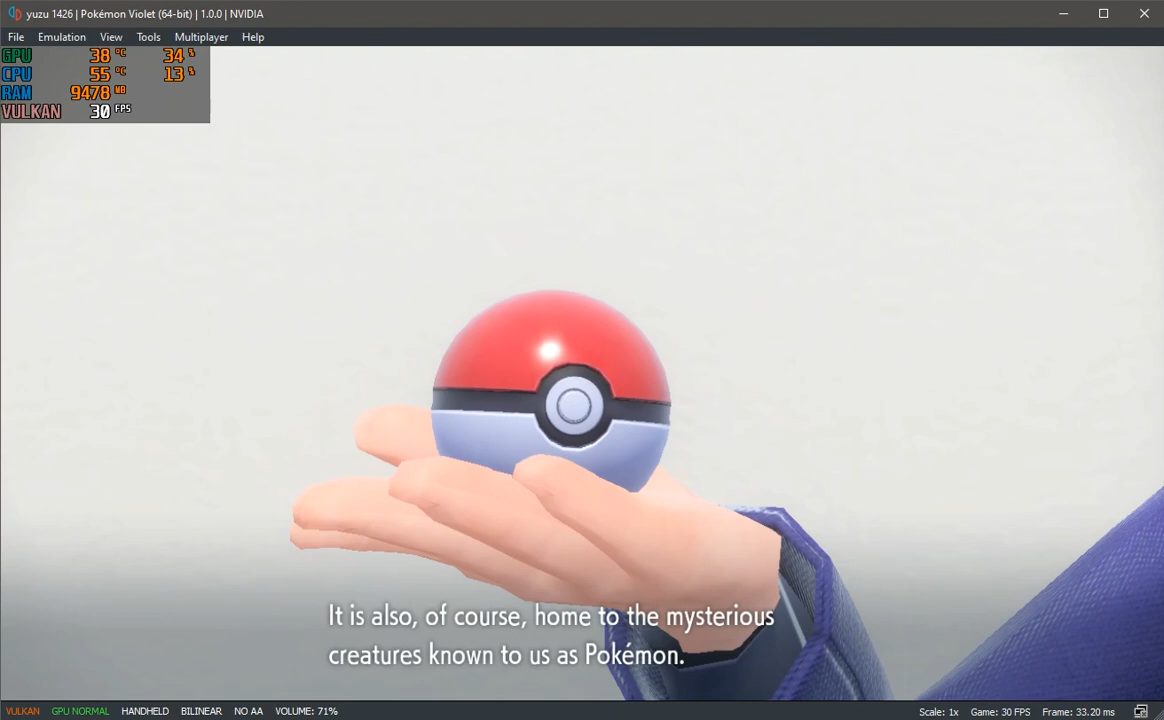 yuzu 1426 | Pokémon Violet (64-bit) | 1.0.0 | NVIDIA
File Emulation View Tools Multiplayer Help
GPU 38 °C 34 %
CPU 55 °C 13 %
RAM 9478 MB
VULKAN 30 FPS
It is also, of course, home to the mysterious
creatures known to us as Pokémon.
VULKAN GPU NORMAL HANDHELD BILINEAR NO AA VOLUME: 71% Scale: 1x Game: 30 FPS Frame: 33.20 ms